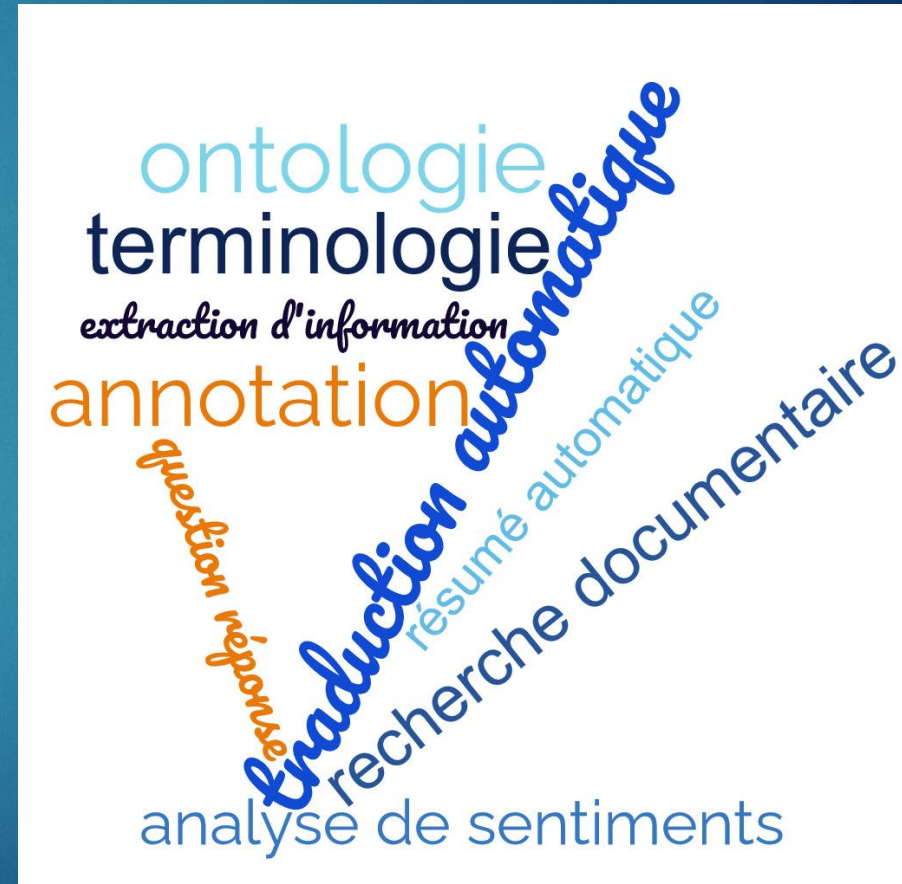 ontologie
terminologie
extraction d'information
annotation
question réponse
traduction automatique
résumé automatique
recherche documentaire
analyse de sentiments